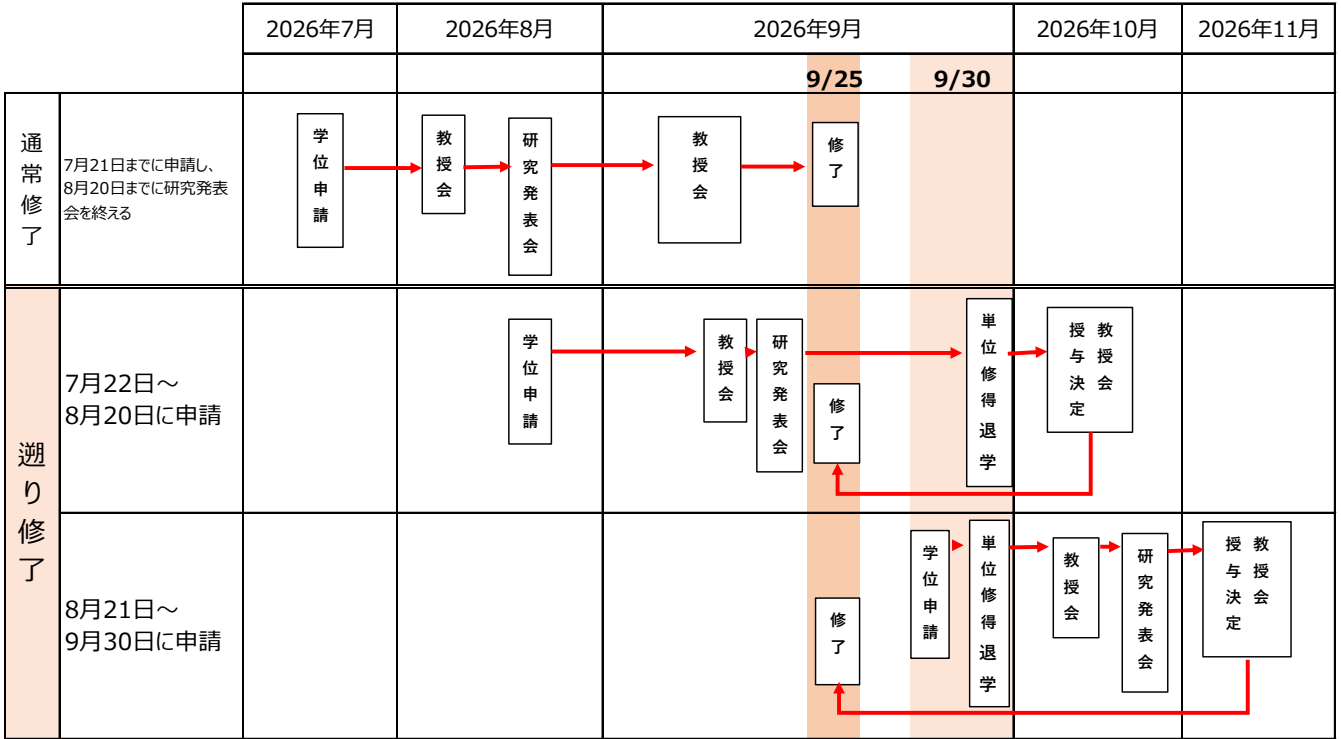 2026年7月
2026年8月
2026年9月
2026年10月
2026年11月
9/25
9/30
通常修了
7月21日までに申請し、
8月20日までに研究発表
会を終える
学位申請
教授会
研究発表会
教授会
修了
遡り修了
7月22日～
8月20日に申請
学位申請
教授会
研究発表会
修了
単位修得退学
教授会
授与決定
8月21日～
9月30日に申請
修了
学位申請
単位修得退学
教授会
研究発表会
教授会
授与決定